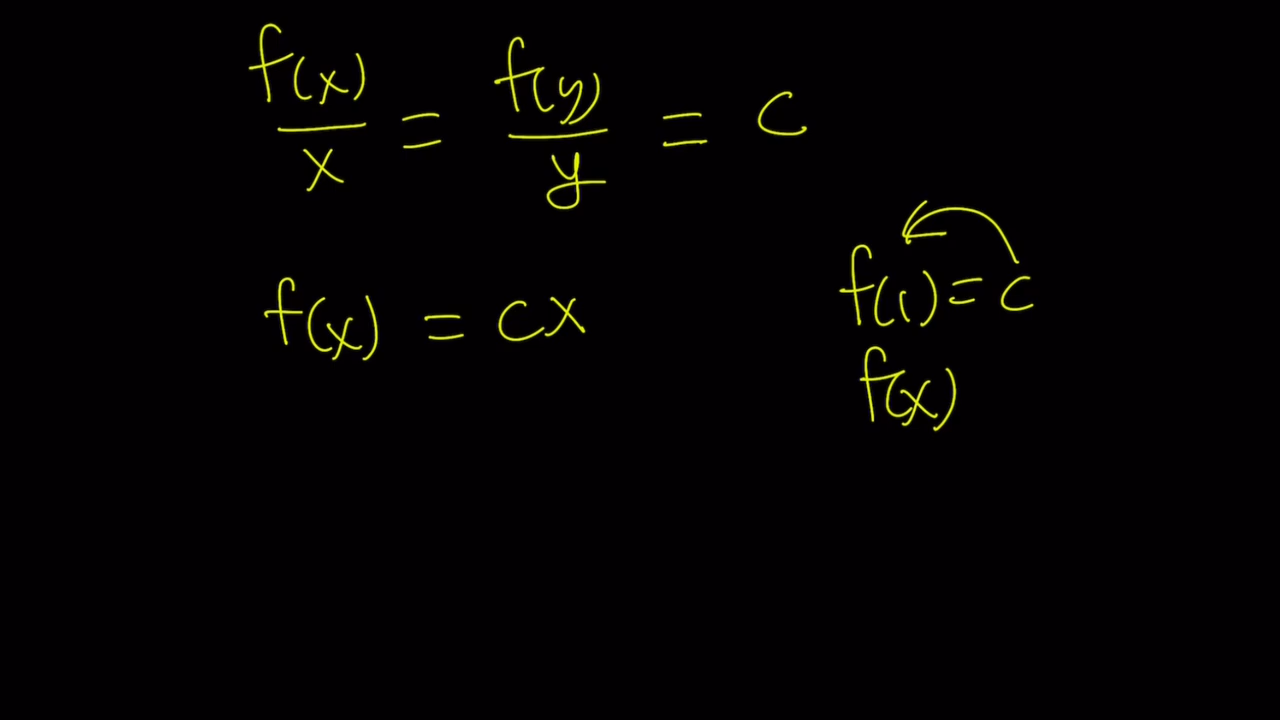 f(x)/x = f(y)/y = c
f(x) = cx
f(1) = c
f(x)